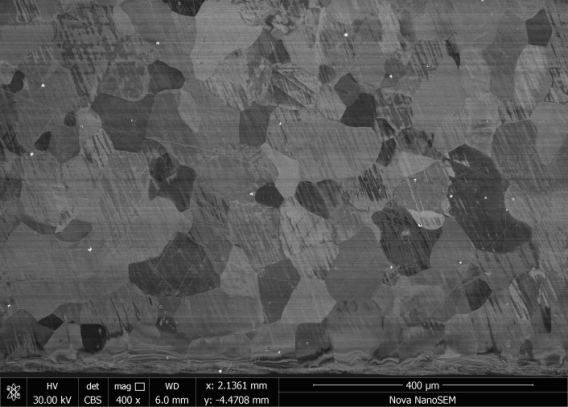 HV det mag WD x: 2.1361 mm 400 µm
30.00 kV CBS 400 x 6.0 mm y: -4.4708 mm Nova NanoSEM